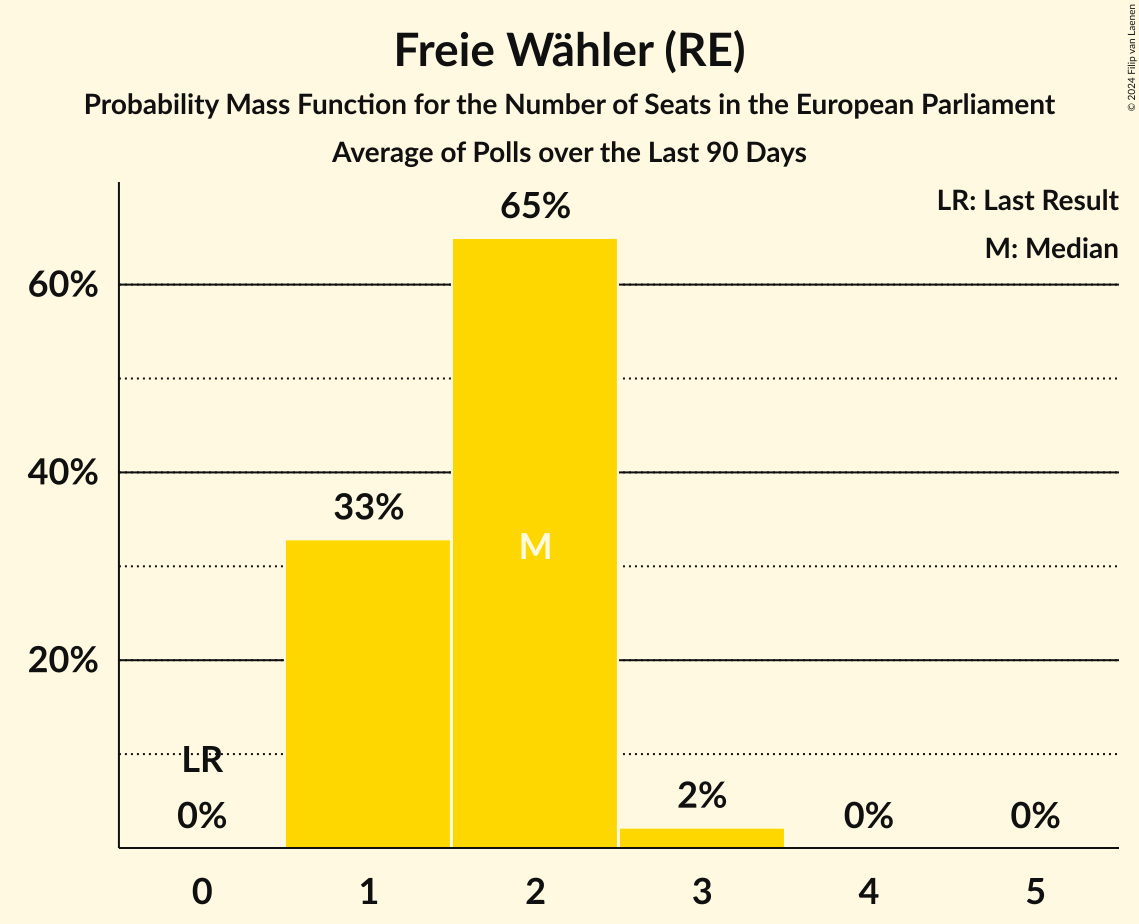 Freie Wähler (RE)
Probability Mass Function for the Number of Seats in the European Parliament
Average of Polls over the Last 90 Days
© 2024 Filip van Laenen
LR: Last Result
M: Median
65%
60%
40%
33%
M
20%
LR
0%
2%
0%
0%
0 1 2 3 4 5